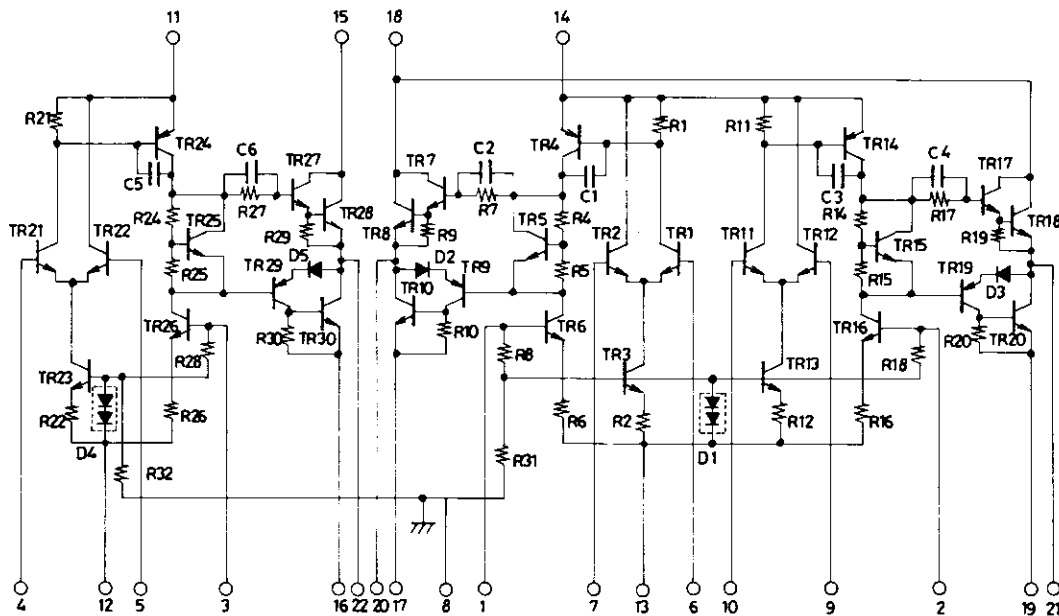 11 15 18 14
R21 TR24 R1 R11
C6 TR27 TR7 C2 TR4 TR14 C4 TR17
C5 C1 C3
R24 TR25 R27 TR28 R7 TR5 R4 R14 R17 TR18
TR21 TR22 R29 TR8 R9 TR2 TR1 TR11 TR12 TR15 R19
R25 TR29 D5 D2 TR9 R5 R15 TR19 D3
TR26 R30 TR30 TR10 R10 TR6 TR16 R20 TR20
TR23 R28 R8 TR3 TR13 R18
R22 R26 R6 R2 R12 R16
D4 R32 R31 D1
4 12 5 3 16 22 20 17 8 1 7 13 6 10 9 2 19 21